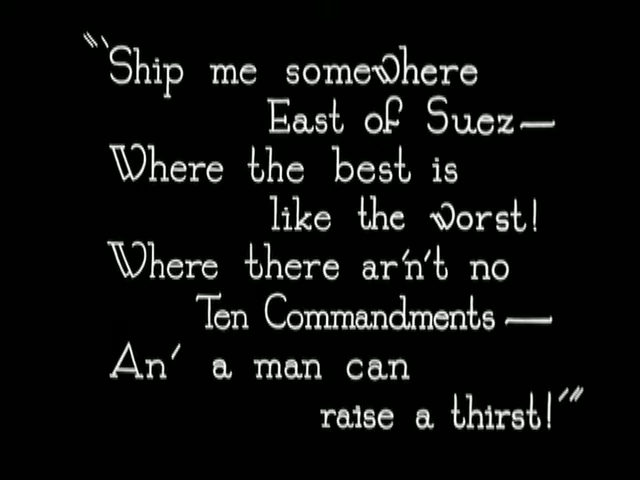 "'Ship me somewhere
East of Suez—
Where the best is
like the worst!
Where there ar'n't no
Ten Commandments—
An' a man can
raise a thirst!'"